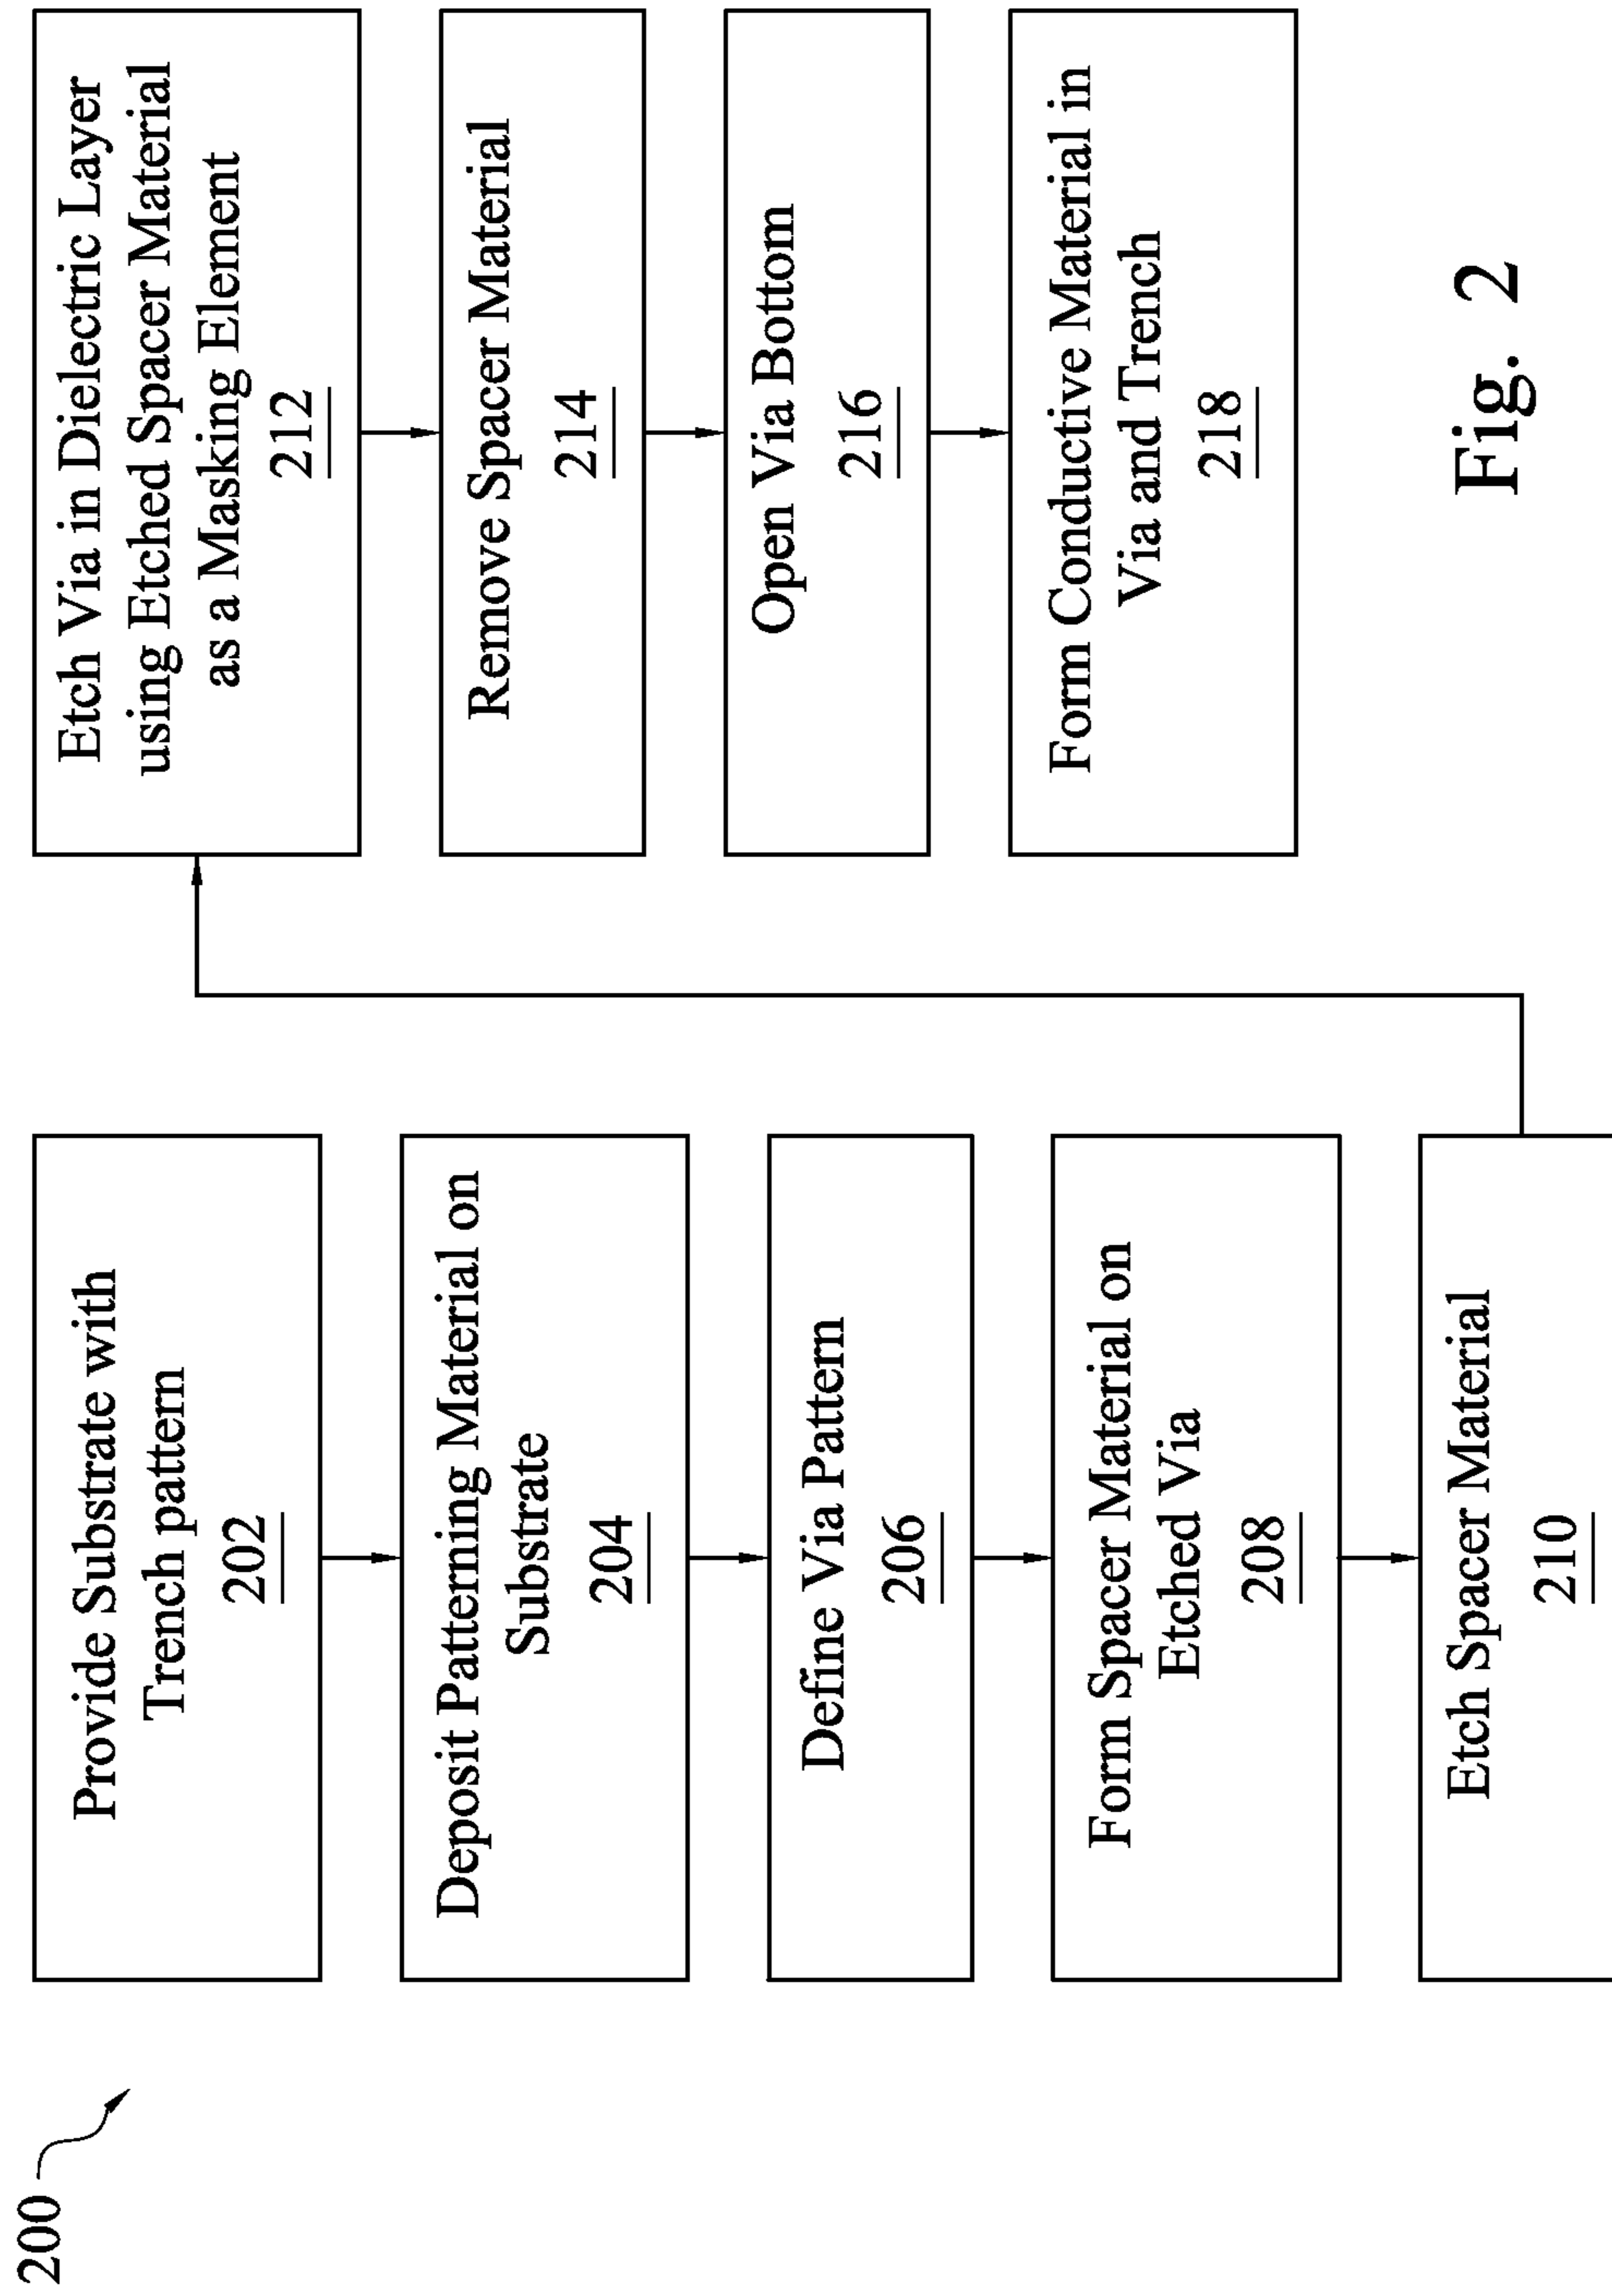 200
Provide Substrate with
Trench pattern
202
Deposit Patterning Material on
Substrate
204
Define Via Pattern
206
Form Spacer Material on
Etched Via
208
Etch Spacer Material
210
Etch Via in Dielectric Layer
using Etched Spacer Material
as a Masking Element
212
Remove Spacer Material
214
Open Via Bottom
216
Form Conductive Material in
Via and Trench
218
Fig. 2